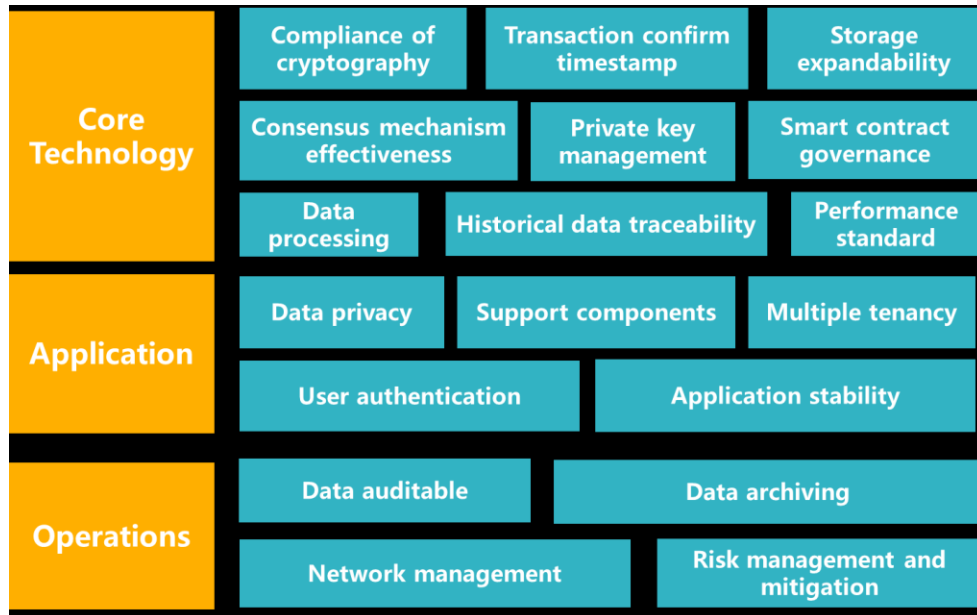 Core
Technology
Compliance of
cryptography
Transaction confirm
timestamp
Storage
expandability
Consensus mechanism
effectiveness
Private key
management
Smart contract
governance
Data
processing
Historical data traceability
Performance
standard
Application
Data privacy
Support components
Multiple tenancy
User authentication
Application stability
Operations
Data auditable
Data archiving
Network management
Risk management and
mitigation